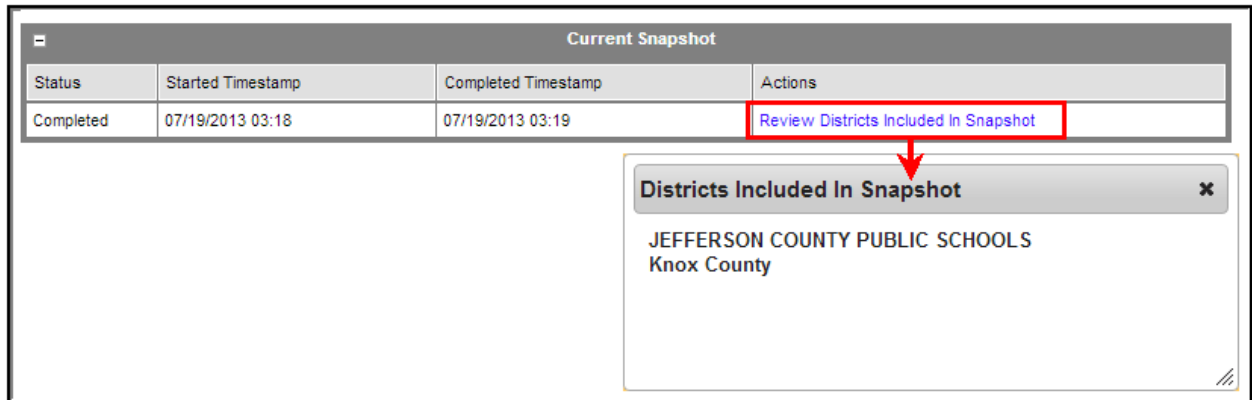 Current Snapshot
Status Started Timestamp Completed Timestamp Actions
Completed 07/19/2013 03:18 07/19/2013 03:19 Review Districts Included In Snapshot
Districts Included In Snapshot
JEFFERSON COUNTY PUBLIC SCHOOLS
Knox County